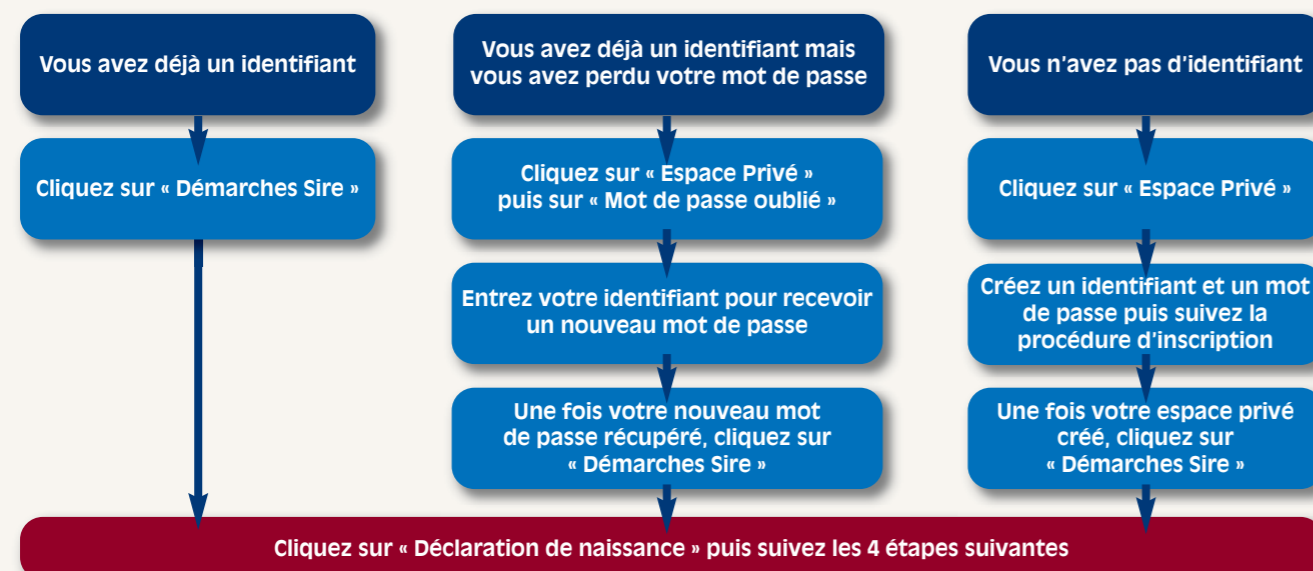 Vous avez déjà un identifiant
Cliquez sur « Démarches Sire »
Vous avez déjà un identifiant mais
vous avez perdu votre mot de passe
Cliquez sur « Espace Privé »
puis sur « Mot de passe oublié »
Entrez votre identifiant pour recevoir
un nouveau mot de passe
Une fois votre nouveau mot
de passe récupéré, cliquez sur
« Démarches Sire »
Vous n'avez pas d'identifiant
Cliquez sur « Espace Privé »
Créez un identifiant et un mot
de passe puis suivez la
procédure d'inscription
Une fois votre espace privé
créé, cliquez sur
« Démarches Sire »
Cliquez sur « Déclaration de naissance » puis suivez les 4 étapes suivantes